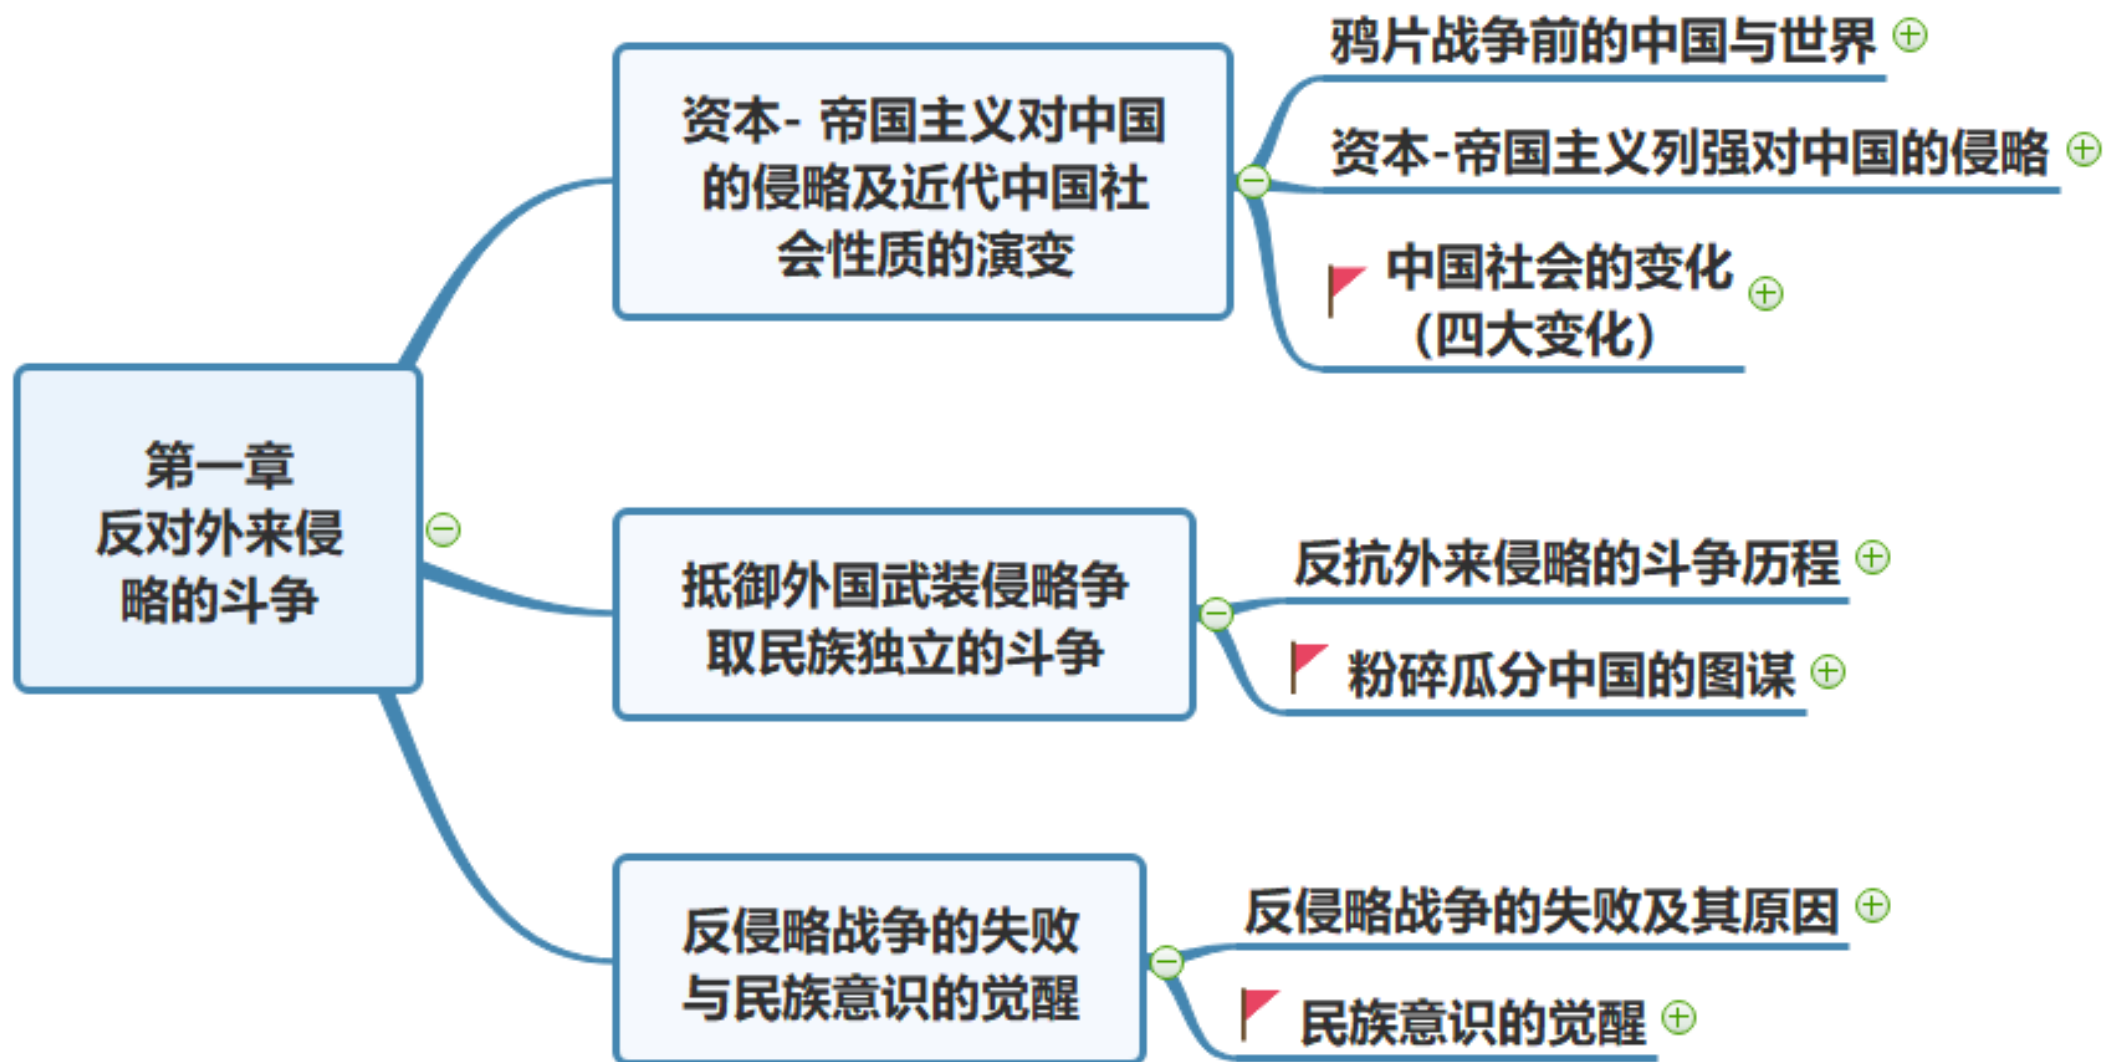 第一章
反对外来侵
略的斗争
资本- 帝国主义对中国
的侵略及近代中国社
会性质的演变
鸦片战争前的中国与世界
资本-帝国主义列强对中国的侵略
中国社会的变化
（四大变化）
抵御外国武装侵略争
取民族独立的斗争
反抗外来侵略的斗争历程
粉碎瓜分中国的图谋
反侵略战争的失败
与民族意识的觉醒
反侵略战争的失败及其原因
民族意识的觉醒